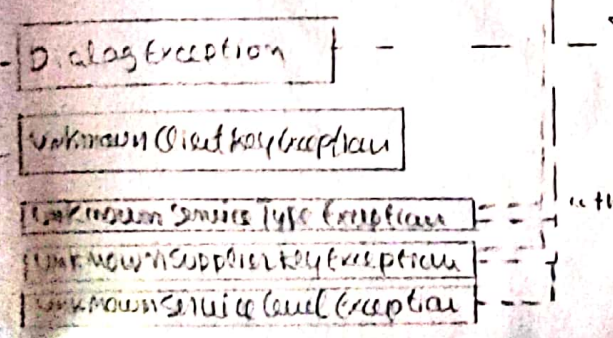 DialogException
UnknownClientKeyException
UnknownServiceTypeException
UnknownSupplierKeyException
UnknownServiceLevelException